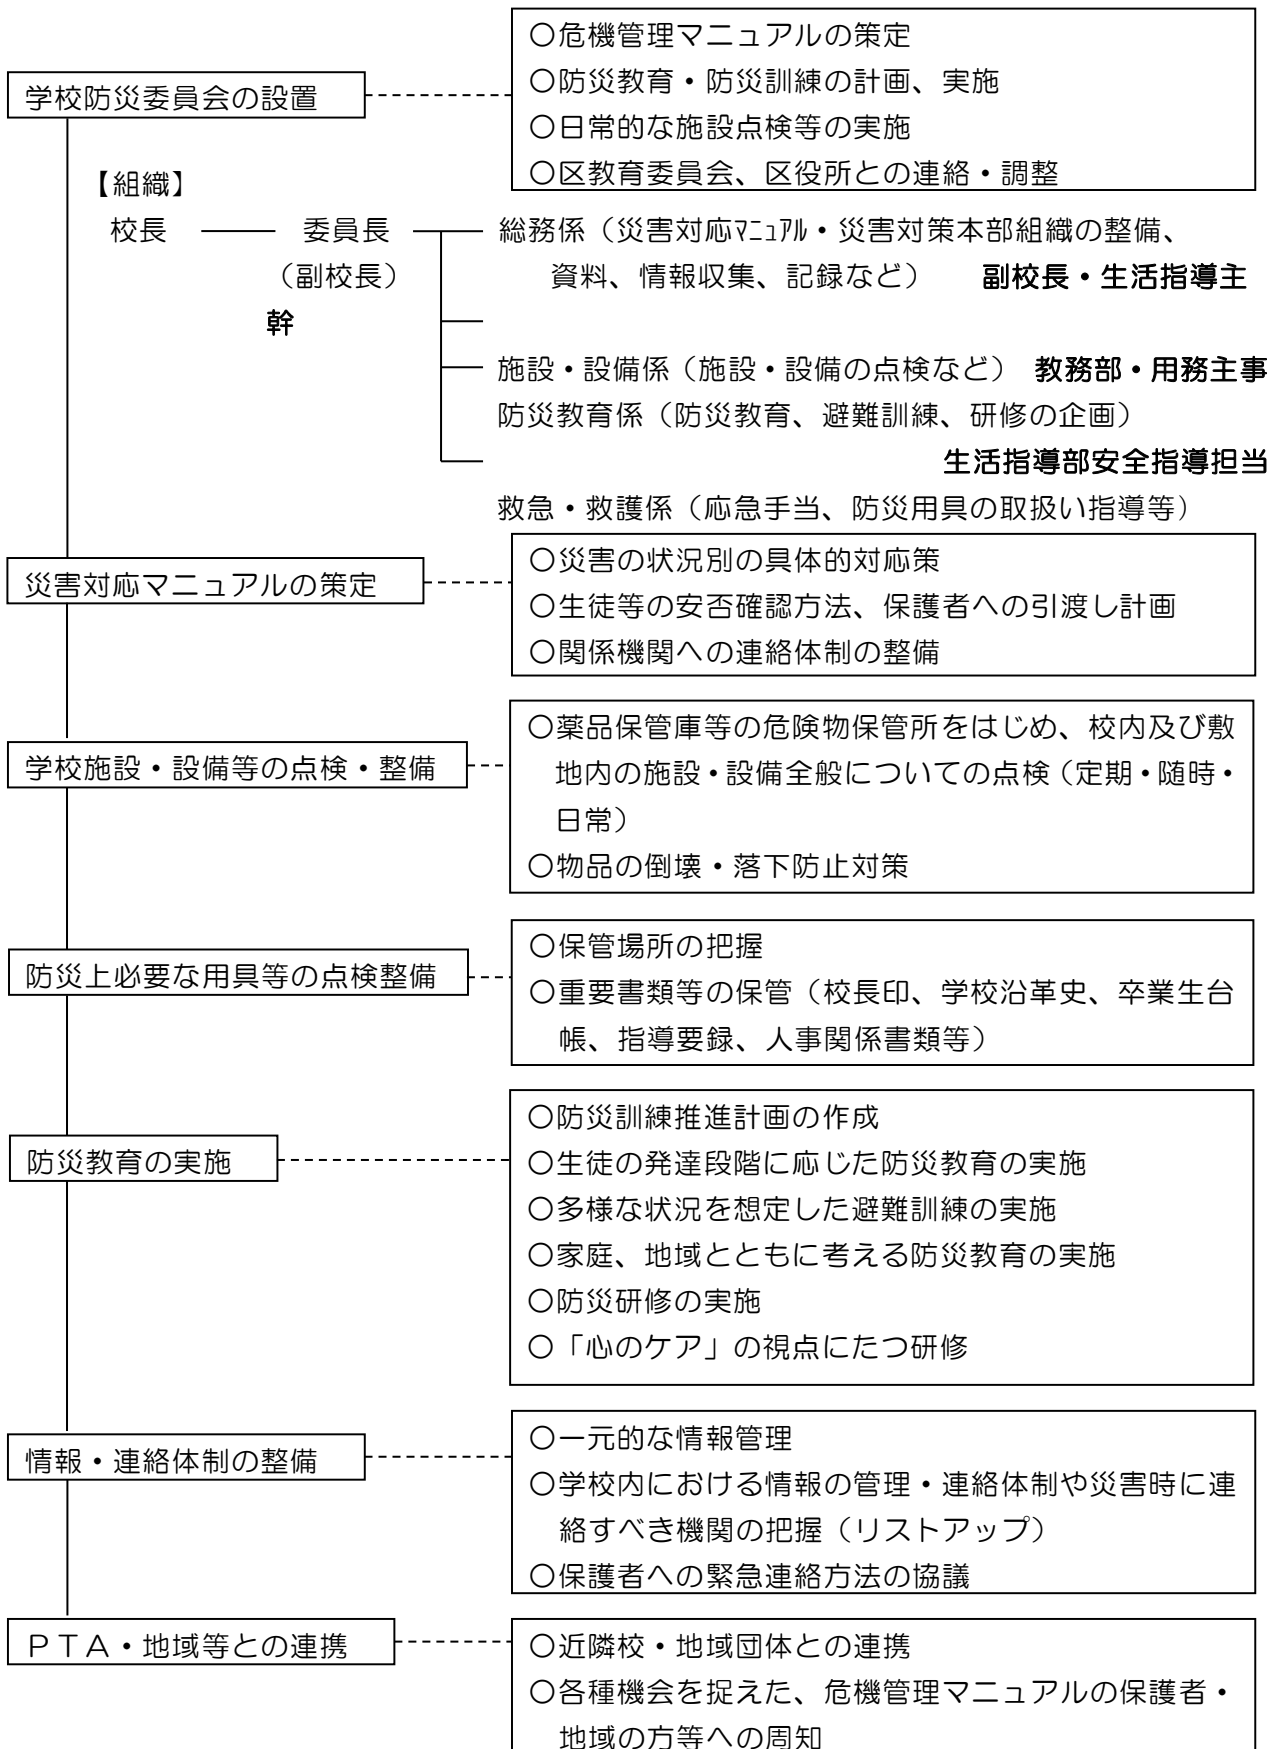 ○危機管理マニュアルの策定
○防災教育・防災訓練の計画、実施
学校防災委員会の設置
○日常的な施設点検等の実施
○区教育委員会、区役所との連絡・調整
【組織】
校長 委員長 総務係（災害対応ﾏﾆｭｱﾙ・災害対策本部組織の整備、
（副校長） 資料、情報収集、記録など） 副校長・生活指導主
幹
施設・設備係（施設・設備の点検など） 教務部・用務主事
防災教育係（防災教育、避難訓練、研修の企画）
生活指導部安全指導担当
救急・救護係（応急手当、防災用具の取扱い指導等）
災害対応マニュアルの策定
○災害の状況別の具体的対応策
○生徒等の安否確認方法、保護者への引渡し計画
○関係機関への連絡体制の整備
学校施設・設備等の点検・整備
○薬品保管庫等の危険物保管所をはじめ、校内及び敷
地内の施設・設備全般についての点検（定期・随時・
日常）
○物品の倒壊・落下防止対策
防災上必要な用具等の点検整備
○保管場所の把握
○重要書類等の保管（校長印、学校沿革史、卒業生台
帳、指導要録、人事関係書類等）
防災教育の実施
○防災訓練推進計画の作成
○生徒の発達段階に応じた防災教育の実施
○多様な状況を想定した避難訓練の実施
○家庭、地域とともに考える防災教育の実施
○防災研修の実施
○「心のケア」の視点にたつ研修
情報・連絡体制の整備
○一元的な情報管理
○学校内における情報の管理・連絡体制や災害時に連
絡すべき機関の把握（リストアップ）
○保護者への緊急連絡方法の協議
ＰＴＡ・地域等との連携
○近隣校・地域団体との連携
○各種機会を捉えた、危機管理マニュアルの保護者・
地域の方等への周知